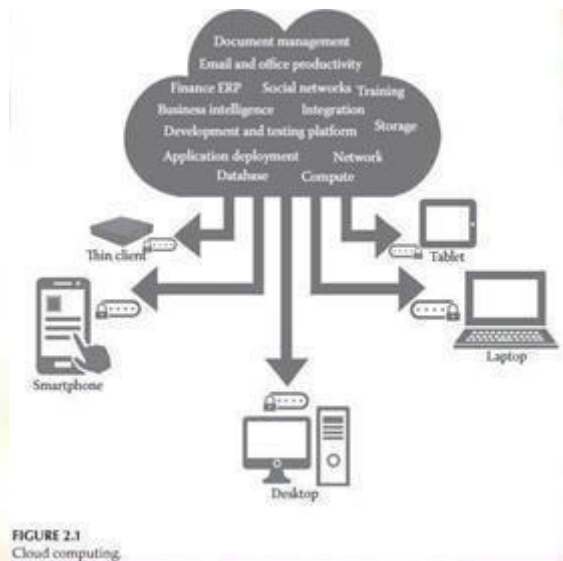 Document management
Email and office productivity
Finance ERP Social networks Training
Business intelligence Integration
Development and testing platform Storage
Application deployment Network
Database Compute
Thin client
Tablet
Smartphone
Laptop
Desktop
FIGURE 2.1
Cloud computing.